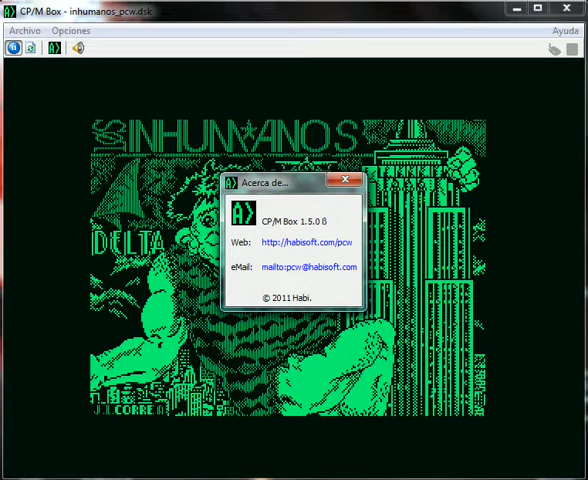 CP/M Box - inhumanos_pcw.dsk
Archivo Opciones Ayuda
LOS INHUMANOS
Acerca de...
A>
CP/M Box 1.5.0 ß
Web: http://habisoft.com/pcw
DELTA
eMail: mailto:pcw@habisoft.com
© 2011 Habi.
J.L.CORREA